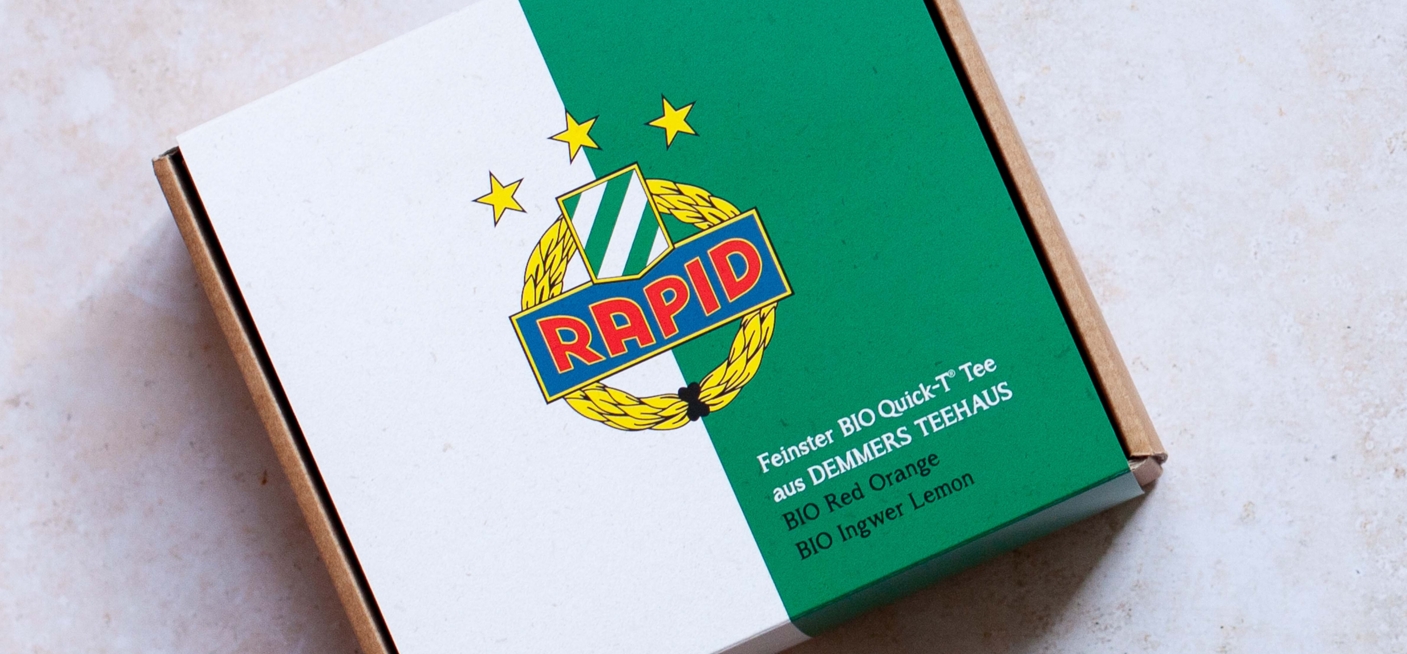 RAPID
Feinster BIO Quick-T® Tee
aus DEMMERS TEEHAUS
BIO Red Orange
BIO Ingwer Lemon